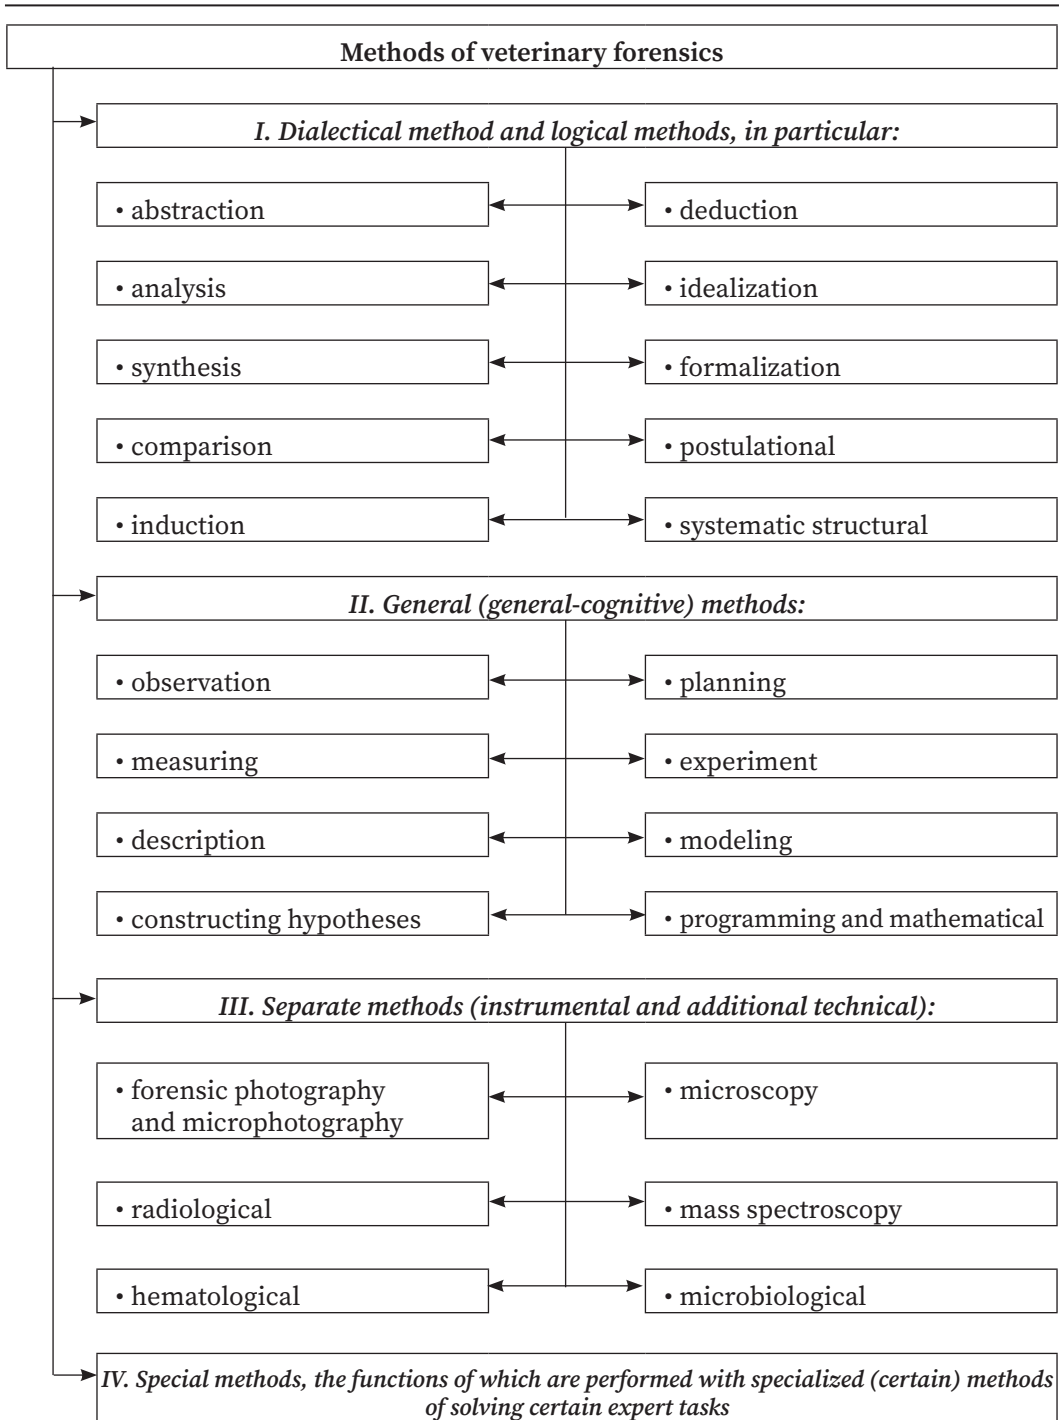 Methods of veterinary forensics
I. Dialectical method and logical methods, in particular:
• abstraction
• deduction
• analysis
• idealization
• synthesis
• formalization
• comparison
• postulational
• induction
• systematic structural
II. General (general-cognitive) methods:
• observation
• planning
• measuring
• experiment
• description
• modeling
• constructing hypotheses
• programming and mathematical
III. Separate methods (instrumental and additional technical):
• forensic photography
and microphotography
• microscopy
• radiological
• mass spectroscopy
• hematological
• microbiological
IV. Special methods, the functions of which are performed with specialized (certain) methods
of solving certain expert tasks